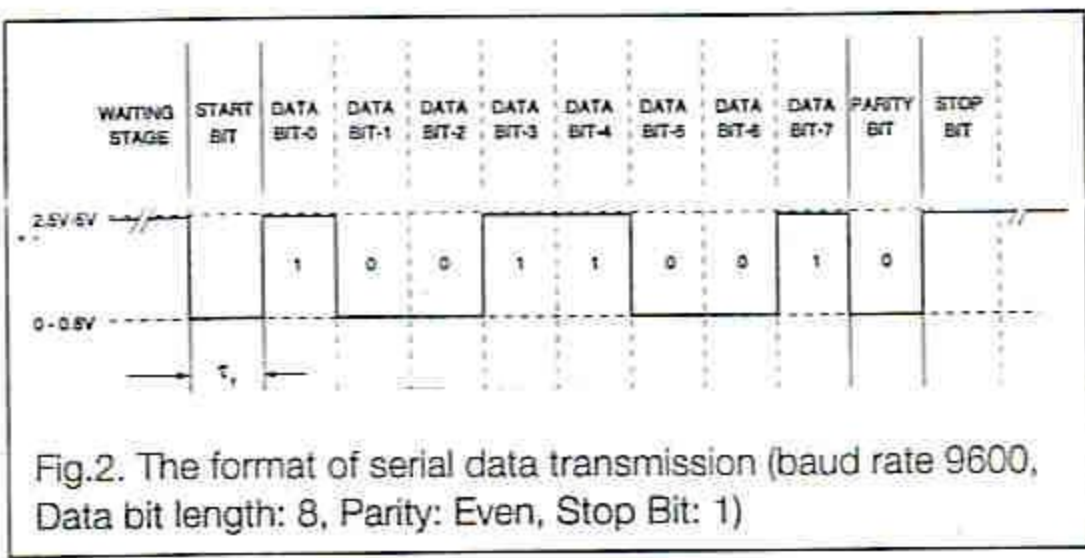 WAITING STAGE START BIT DATA BIT-0 DATA BIT-1 DATA BIT-2 DATA BIT-3 DATA BIT-4 DATA BIT-5 DATA BIT-6 DATA BIT-7 PARITY BIT STOP BIT
2.5V/5V
1 0 0 1 1 0 0 1 0
0 - 0.8V
τ,
Fig.2. The format of serial data transmission (baud rate 9600,
Data bit length: 8, Parity: Even, Stop Bit: 1)